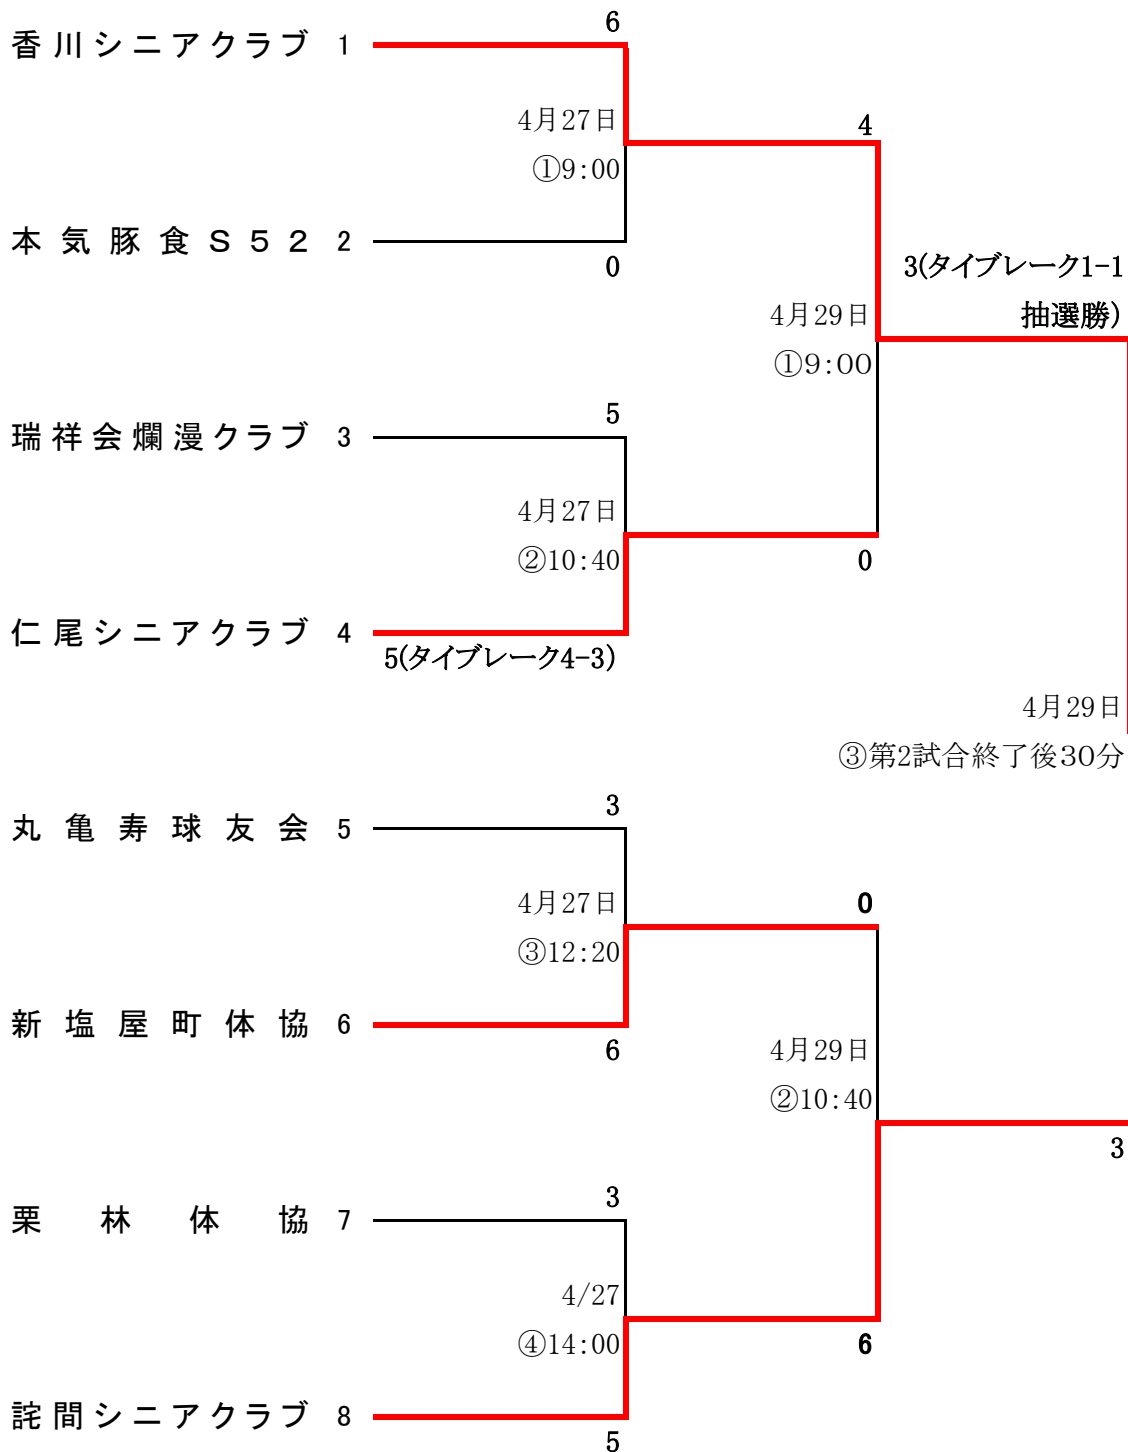 6
香川シニアクラブ 1
4月27日
4
①9:00
本気豚食S52 2
0
3(タイブレーク1-1
抽選勝)
4月29日
①9:00
5
瑞祥会爛漫クラブ 3
4月27日
②10:40
0
仁尾シニアクラブ 4
5(タイブレーク4-3)
4月29日
③第2試合終了後30分
3
丸亀寿球友会 5
4月27日
0
③12:20
新塩屋町体協 6
6
4月29日
②10:40
3
3
栗林体協 7
4/27
④14:00
6
詫間シニアクラブ 8
5